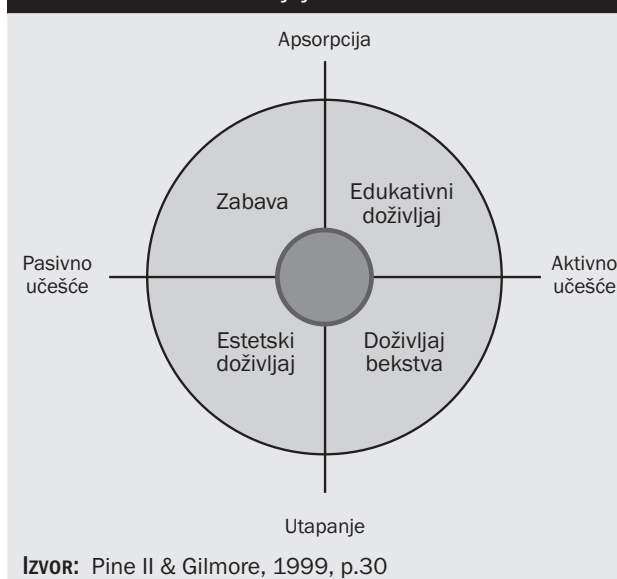 Apsorpcija
Zabava
Edukativni
doživljaj
Pasivno
učešće
Aktivno
učešće
Estetski
doživljaj
Doživljaj
bekstva
Utapanje
IZVOR: Pine II & Gilmore, 1999, p.30